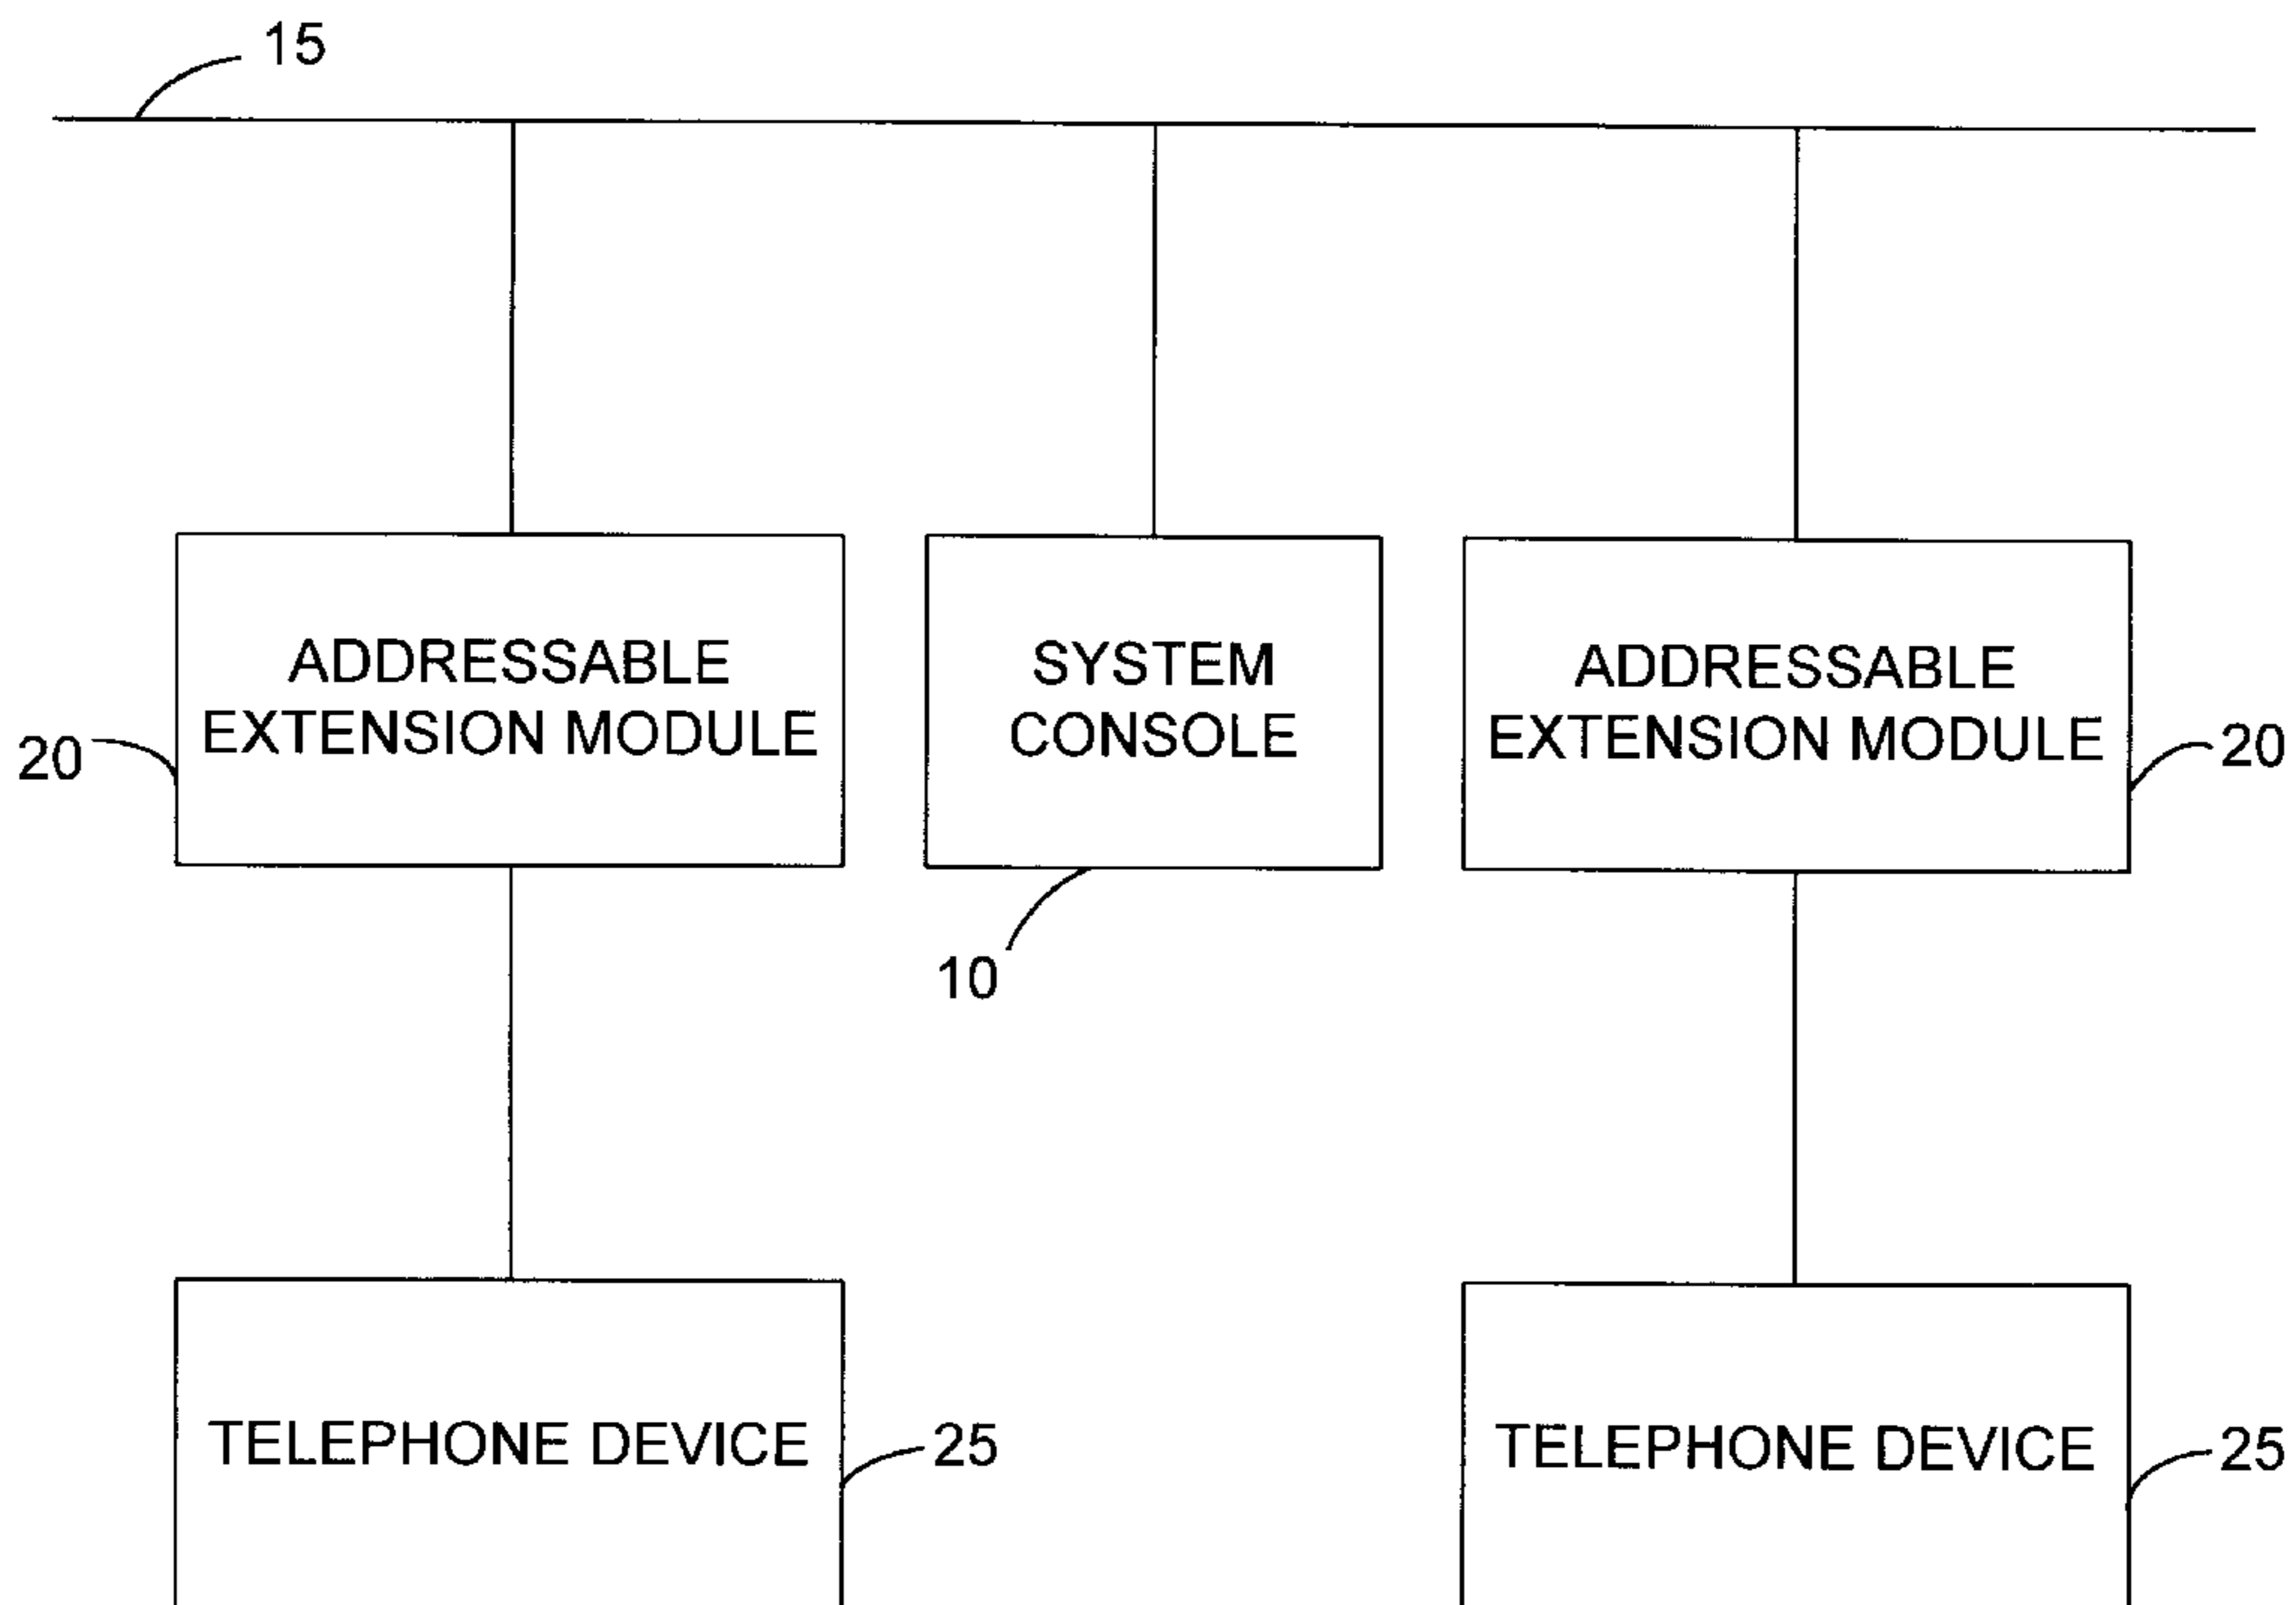 15
ADDRESSABLE
EXTENSION MODULE
20
SYSTEM
CONSOLE
10
ADDRESSABLE
EXTENSION MODULE
20
TELEPHONE DEVICE
25
TELEPHONE DEVICE
25